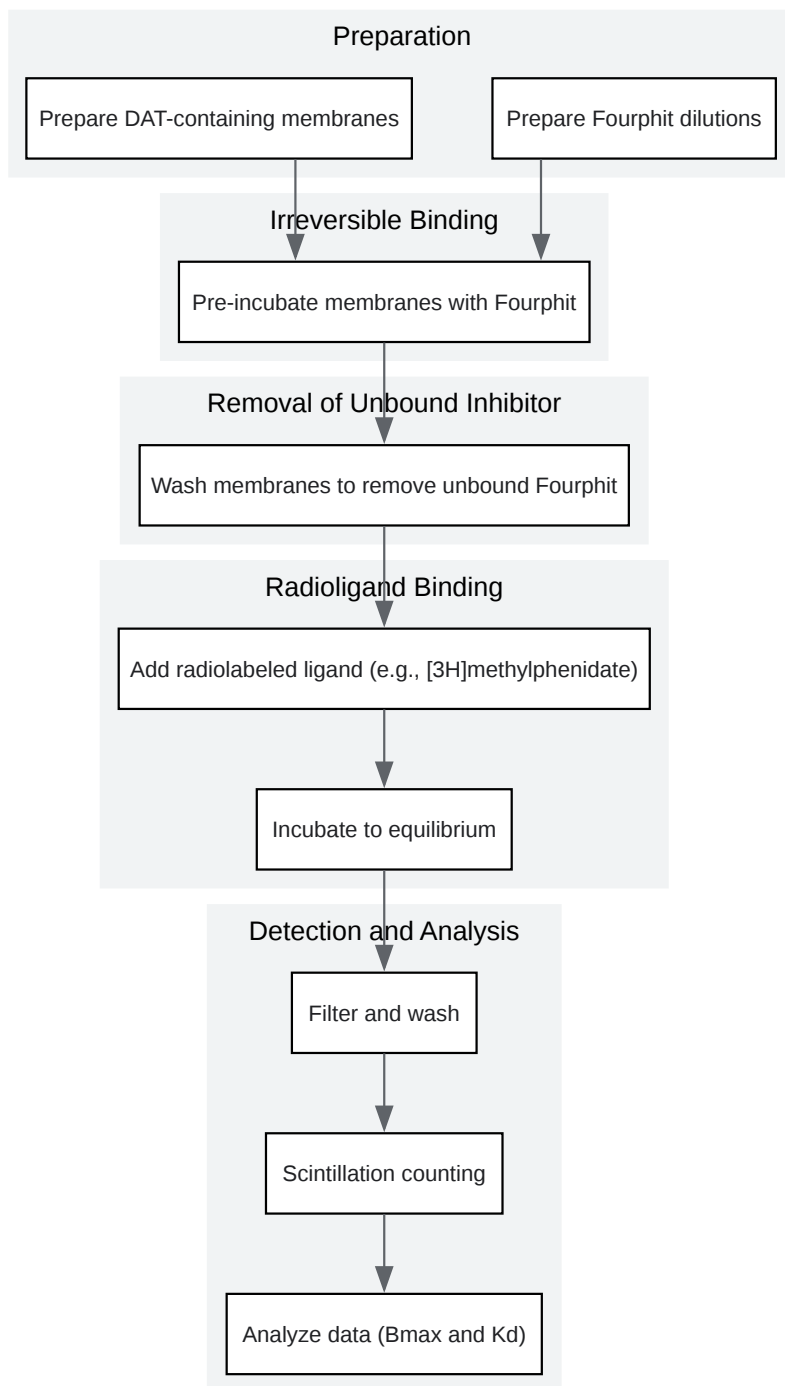 Preparation
Prepare DAT-containing membranes
Prepare Fourphit dilutions
Irreversible Binding
Pre-incubate membranes with Fourphit
Removal of Unbound Inhibitor
Wash membranes to remove unbound Fourphit
Radioligand Binding
Add radiolabeled ligand (e.g., [3H]methylphenidate)
Incubate to equilibrium
Detection and Analysis
Filter and wash
Scintillation counting
Analyze data (Bmax and Kd)